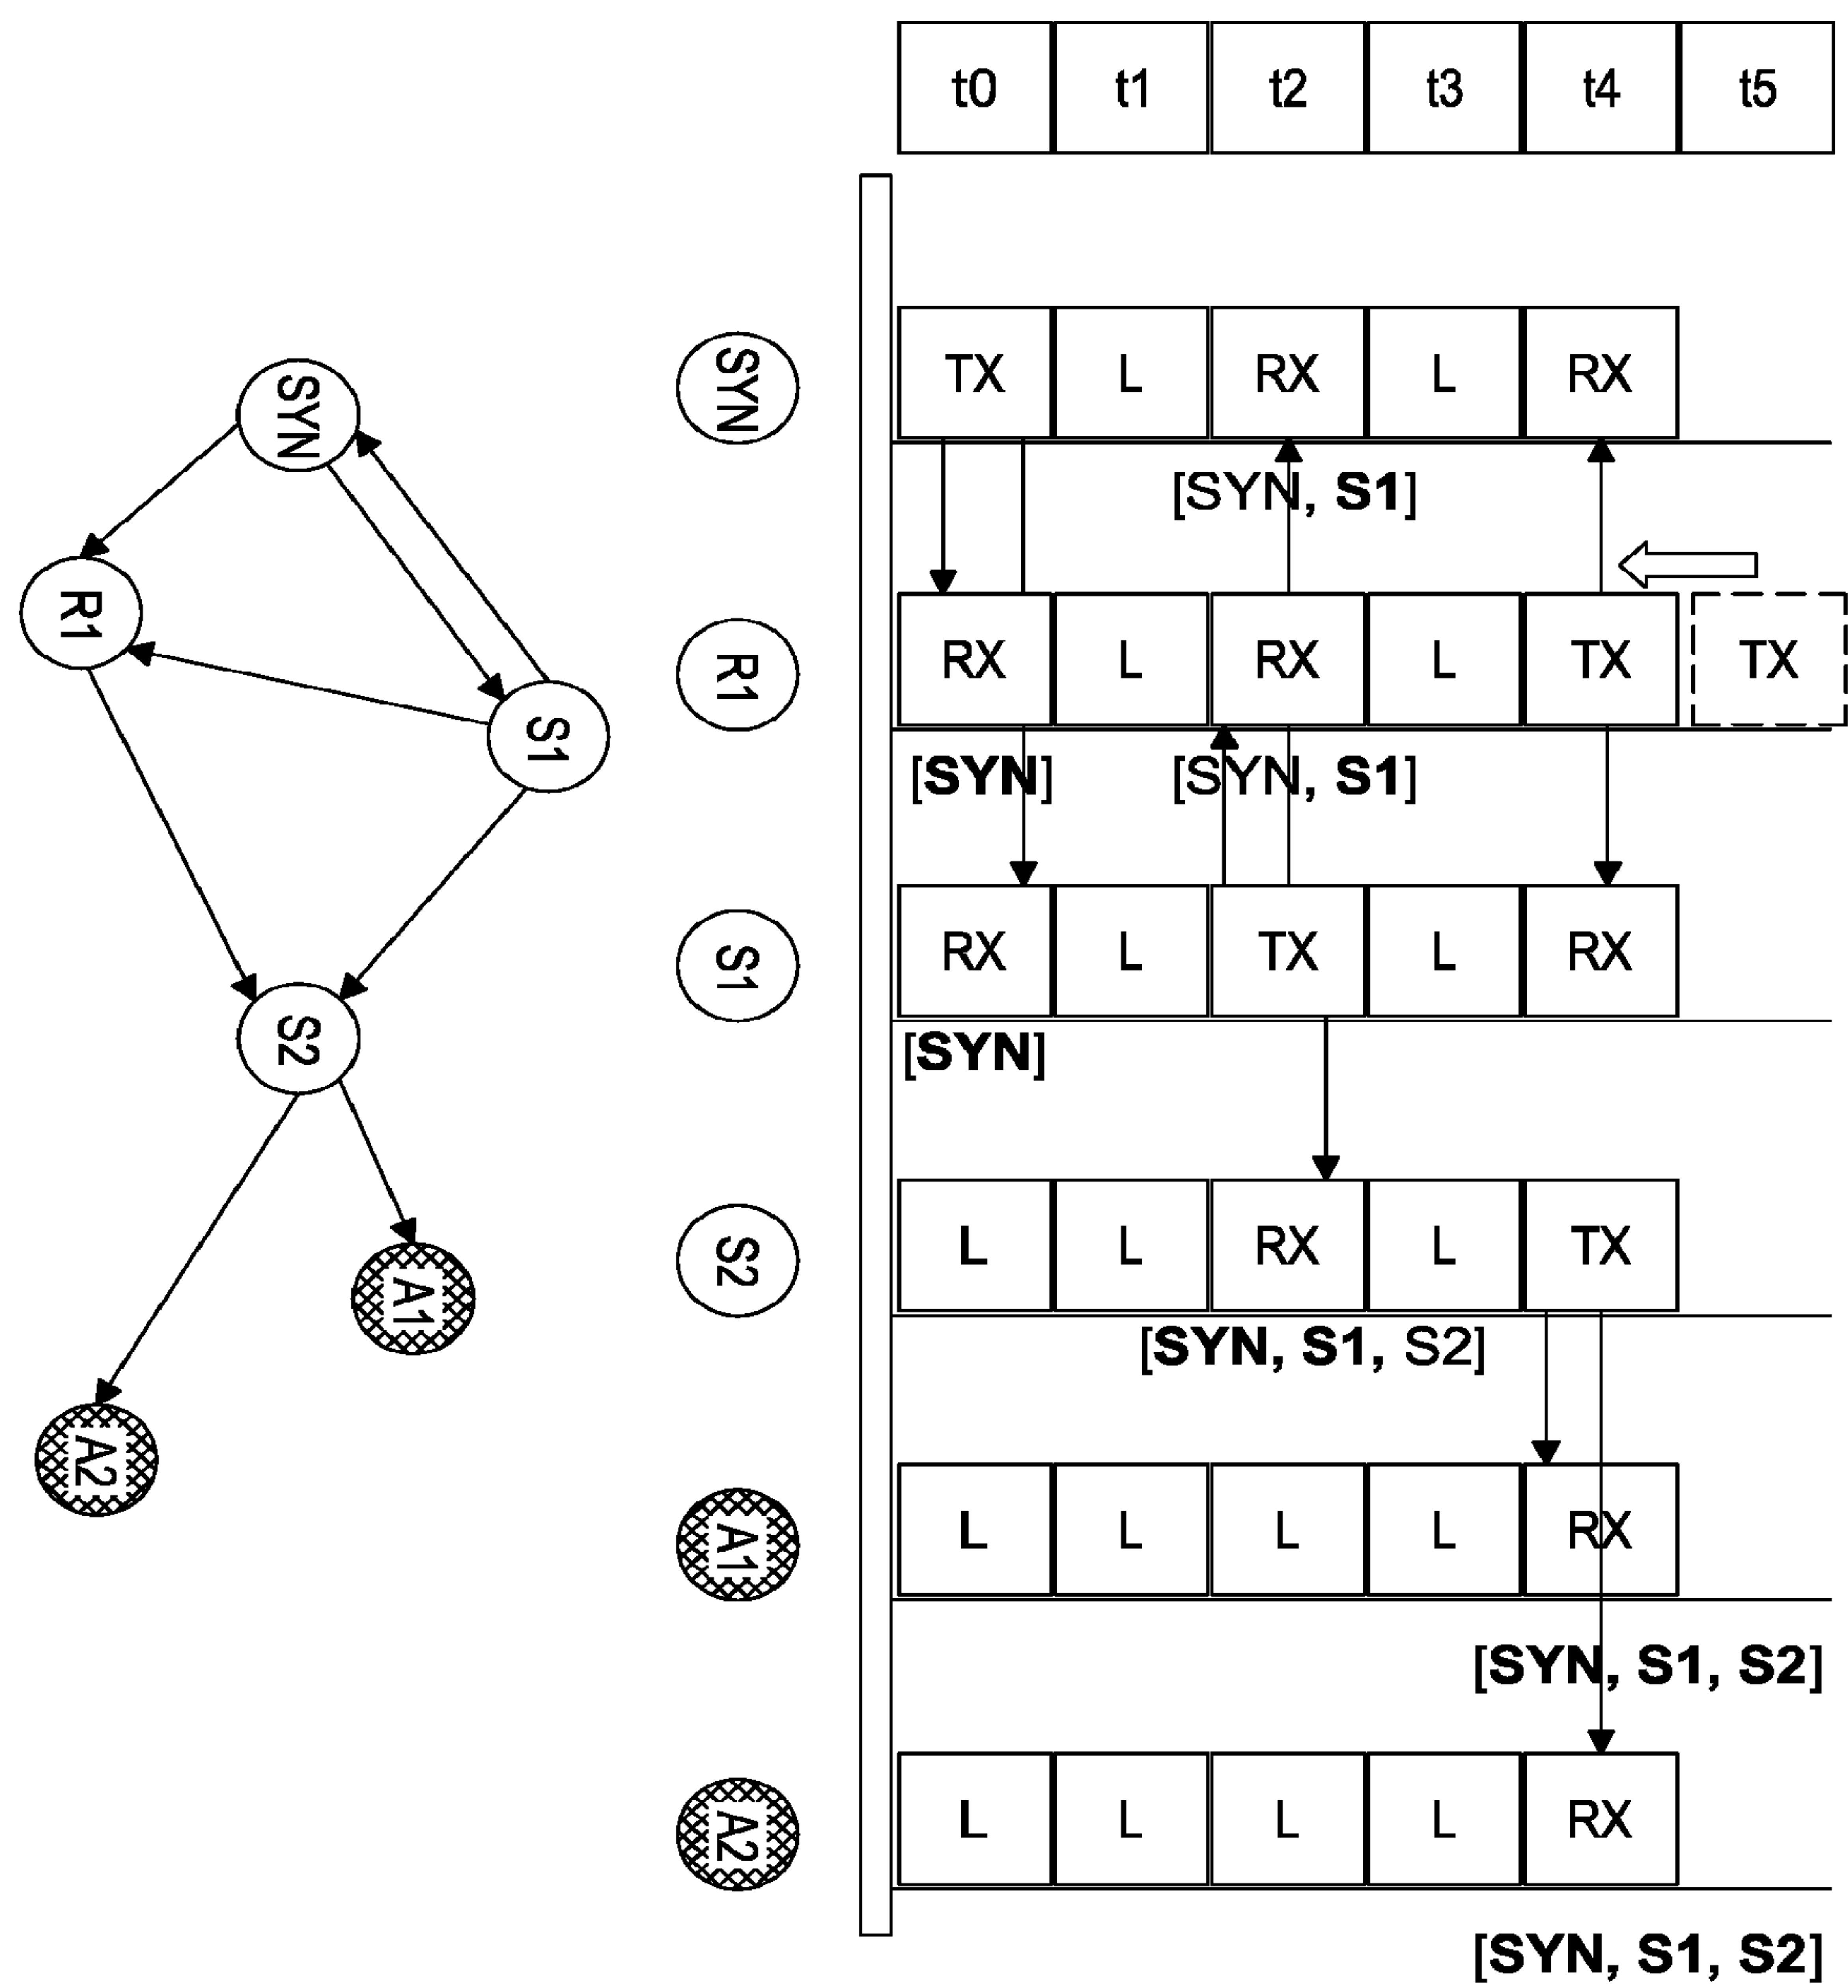 t0 t1 t2 t3 t4 t5
SYN
R1
S1
S2
A1
A2
SYN TX L RX L RX
[SYN, S1]
R1 RX L RX L TX TX
[SYN] [SYN, S1]
S1 RX L TX L RX
[SYN]
S2 L L RX L TX
[SYN, S1, S2]
A1 L L L L RX
[SYN, S1, S2]
A2 L L L L RX
[SYN, S1, S2]